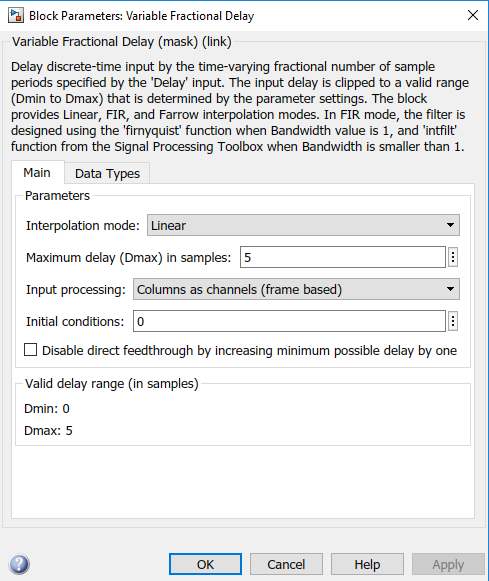 Block Parameters: Variable Fractional Delay
Variable Fractional Delay (mask) (link)
Delay discrete-time input by the time-varying fractional number of sample
periods specified by the 'Delay' input. The input delay is clipped to a valid range
(Dmin to Dmax) that is determined by the parameter settings. The block
provides Linear, FIR, and Farrow interpolation modes. In FIR mode, the filter is
designed using the 'firnyquist' function when Bandwidth value is 1, and 'intfilt'
function from the Signal Processing Toolbox when Bandwidth is smaller than 1.
Main Data Types
Parameters
Interpolation mode: Linear
Maximum delay (Dmax) in samples: 5
Input processing: Columns as channels (frame based)
Initial conditions: 0
Disable direct feedthrough by increasing minimum possible delay by one
Valid delay range (in samples)
Dmin: 0
Dmax: 5
? OK Cancel Help Apply